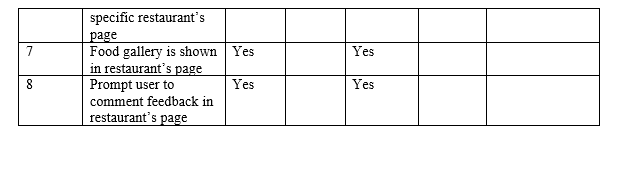 specific restaurant's
page
7 Food gallery is shown Yes Yes
in restaurant's page
8 Prompt user to Yes Yes
comment feedback in
restaurant's page